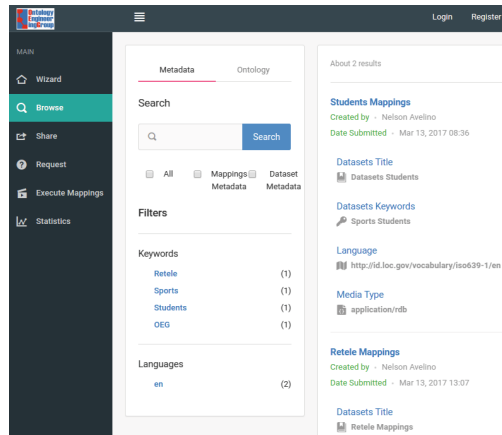 Ontology
Engineer
ingGroup
Login Register
MAIN
Wizard
Browse
Share
Request
Execute Mappings
Statistics
Metadata Ontology
Search
Search
All Mappings Metadata Dataset Metadata
Filters
Keywords
Retele (1)
Sports (1)
Students (1)
OEG (1)
Languages
en (2)
About 2 results
Students Mappings
Created by - Nelson Avelino
Date Submitted - Mar 13, 2017 08:36
Datasets Title
Datasets Students
Datasets Keywords
Sports Students
Language
http://id.loc.gov/vocabulary/iso639-1/en
Media Type
application/rdb
Retele Mappings
Created by - Nelson Avelino
Date Submitted - Mar 13, 2017 13:07
Datasets Title
Retele Mappings